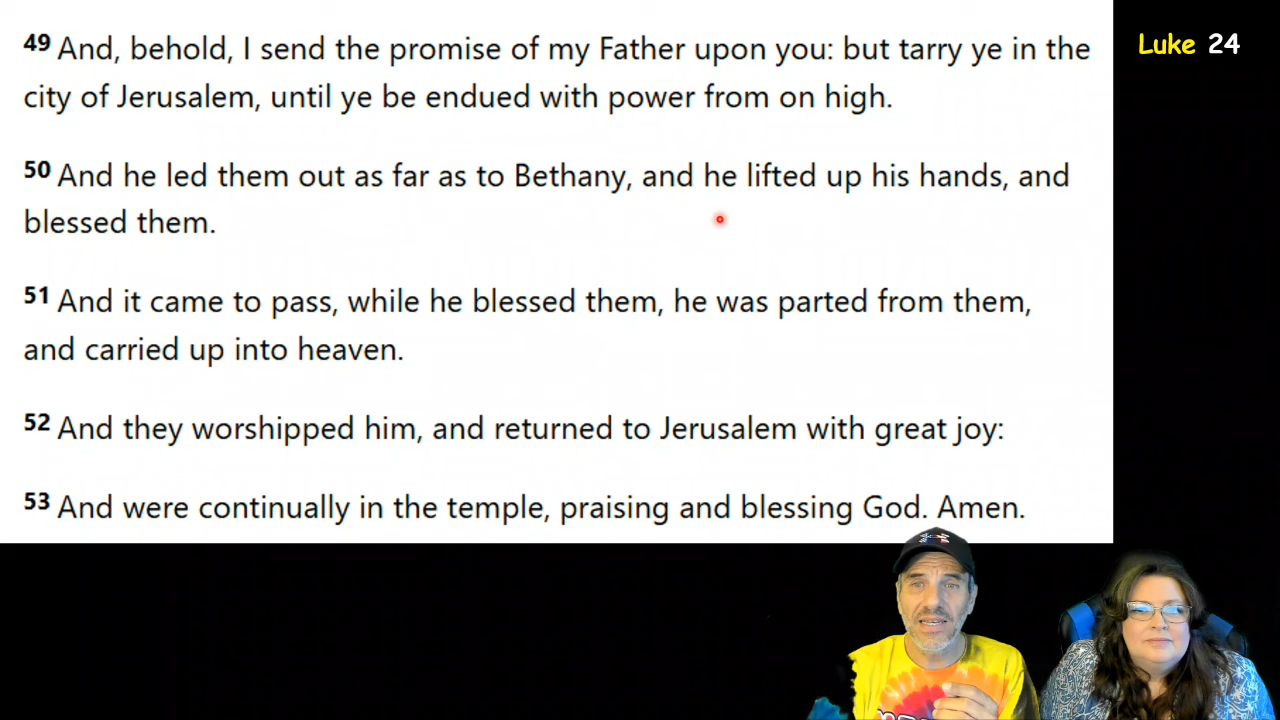 49 And, behold, I send the promise of my Father upon you: but tarry ye in the
city of Jerusalem, until ye be endued with power from on high.
50 And he led them out as far as to Bethany, and he lifted up his hands, and
blessed them.
51 And it came to pass, while he blessed them, he was parted from them,
and carried up into heaven.
52 And they worshipped him, and returned to Jerusalem with great joy:
53 And were continually in the temple, praising and blessing God. Amen.
Luke 24